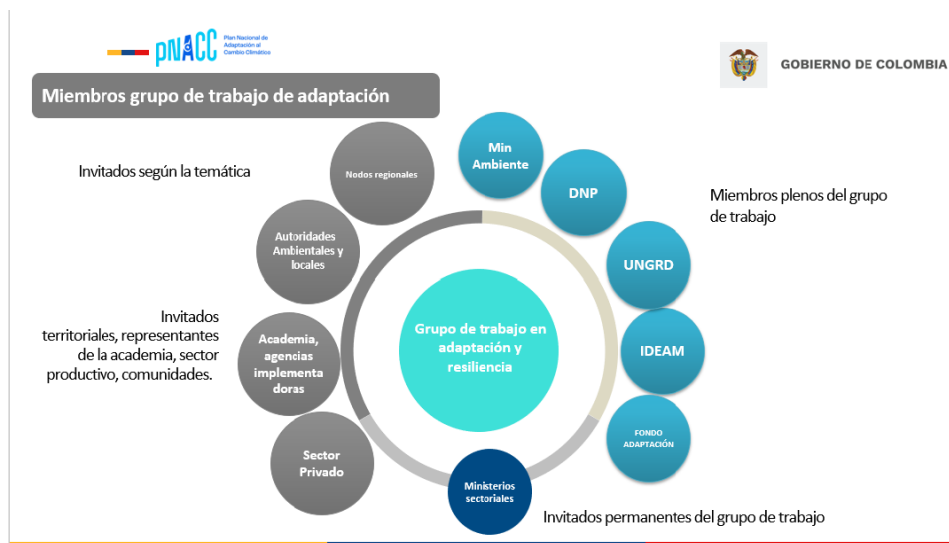 PNACC
Plan Nacional de
Adaptación al
Cambio Climático
GOBIERNO DE COLOMBIA
Miembros grupo de trabajo de adaptación
Invitados según la temática
Nodos regionales
Min
Ambiente
DNP
Miembros plenos del grupo
de trabajo
Autoridades
Ambientales y
locales
UNGRD
Invitados
territoriales, representantes
de la academia, sector
productivo, comunidades.
Academia,
agencias
implementa
doras
Grupo de trabajo en
adaptación y
resiliencia
IDEAM
FONDO
ADAPTACIÓN
Sector
Privado
Ministerios
sectoriales
Invitados permanentes del grupo de trabajo